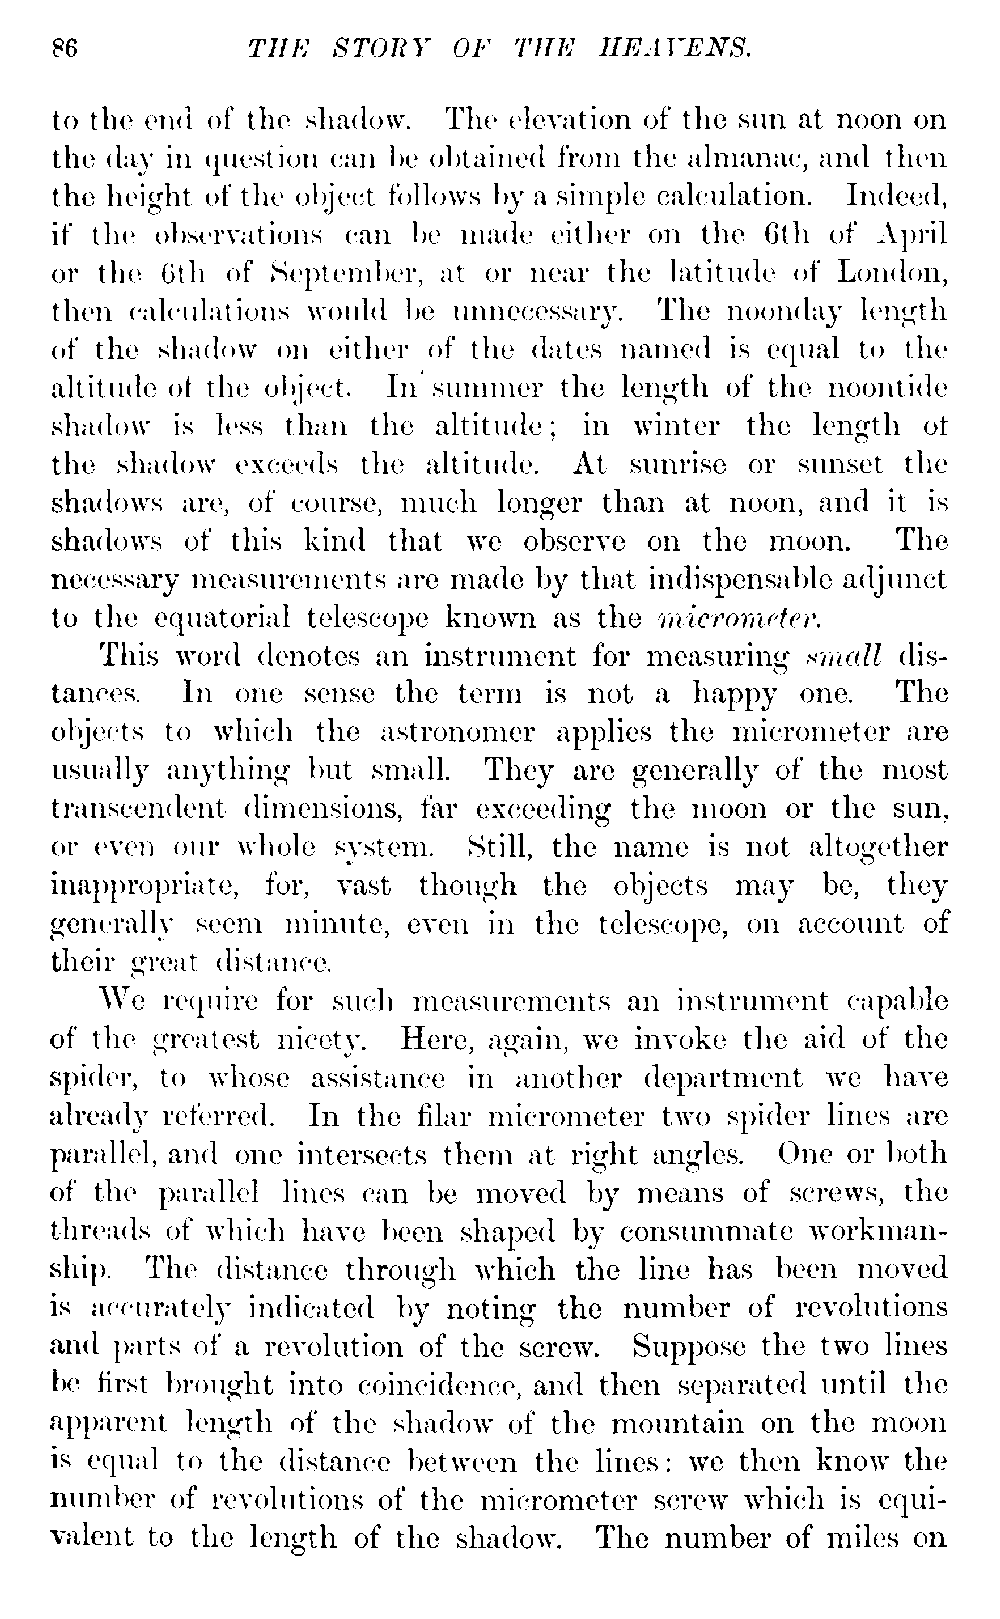 86 THE STORY OF THE HEAVENS.
to the end of the shadow. The elevation of the sun at noon on
the day in question can be obtained from the almanac, and then
the height of the object follows by a simple calculation. Indeed,
if the observations can be made either on the 6th of April
or the 6th of September, at or near the latitude of London,
then calculations would be unnecessary. The noonday length
of the shadow on either of the dates named is equal to the
altitude of the object. In summer the length of the noontide
shadow is less than the altitude; in winter the length of
the shadow exceeds the altitude. At sunrise or sunset the
shadows are, of course, much longer than at noon, and it is
shadows of this kind that we observe on the moon. The
necessary measurements are made by that indispensable adjunct
to the equatorial telescope known as the micrometer.
This word denotes an instrument for measuring small dis-
tances. In one sense the term is not a happy one. The
objects to which the astronomer applies the micrometer are
usually anything but small. They are generally of the most
transcendent dimensions, far exceeding the moon or the sun,
or even our whole system. Still, the name is not altogether
inappropriate, for, vast though the objects may be, they
generally seem minute, even in the telescope, on account of
their great distance.
We require for such measurements an instrument capable
of the greatest nicety. Here, again, we invoke the aid of the
spider, to whose assistance in another department we have
already referred. In the filar micrometer two spider lines are
parallel, and one intersects them at right angles. One or both
of the parallel lines can be moved by means of screws, the
threads of which have been shaped by consummate workman-
ship. The distance through which the line has been moved
is accurately indicated by noting the number of revolutions
and parts of a revolution of the screw. Suppose the two lines
be first brought into coincidence, and then separated until the
apparent length of the shadow of the mountain on the moon
is equal to the distance between the lines: we then know the
number of revolutions of the micrometer screw which is equi-
valent to the length of the shadow. The number of miles on